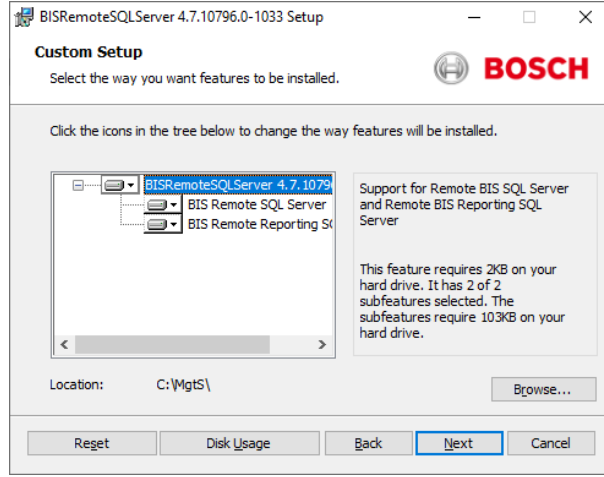 BISRemoteSQLServer 4.7.10796.0-1033 Setup
Custom Setup
Select the way you want features to be installed.
BOSCH
Click the icons in the tree below to change the way features will be installed.
BISRemoteSQLServer 4.7.1079
BIS Remote SQL Server
BIS Remote Reporting S
Support for Remote BIS SQL Server
and Remote BIS Reporting SQL
Server
This feature requires 2KB on your
hard drive. It has 2 of 2
subfeatures selected. The
subfeatures require 103KB on your
hard drive.
Location: C:\MgtS\
Browse...
Reset Disk Usage Back Next Cancel